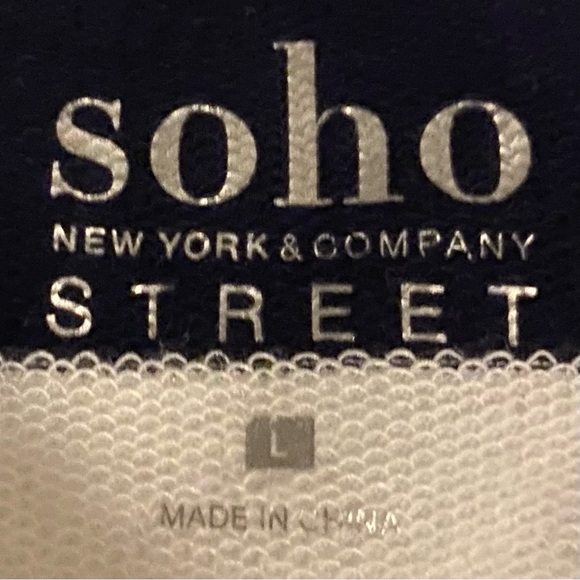 soho
NEW YORK & COMPANY
STREET
L
MADE IN CHINA